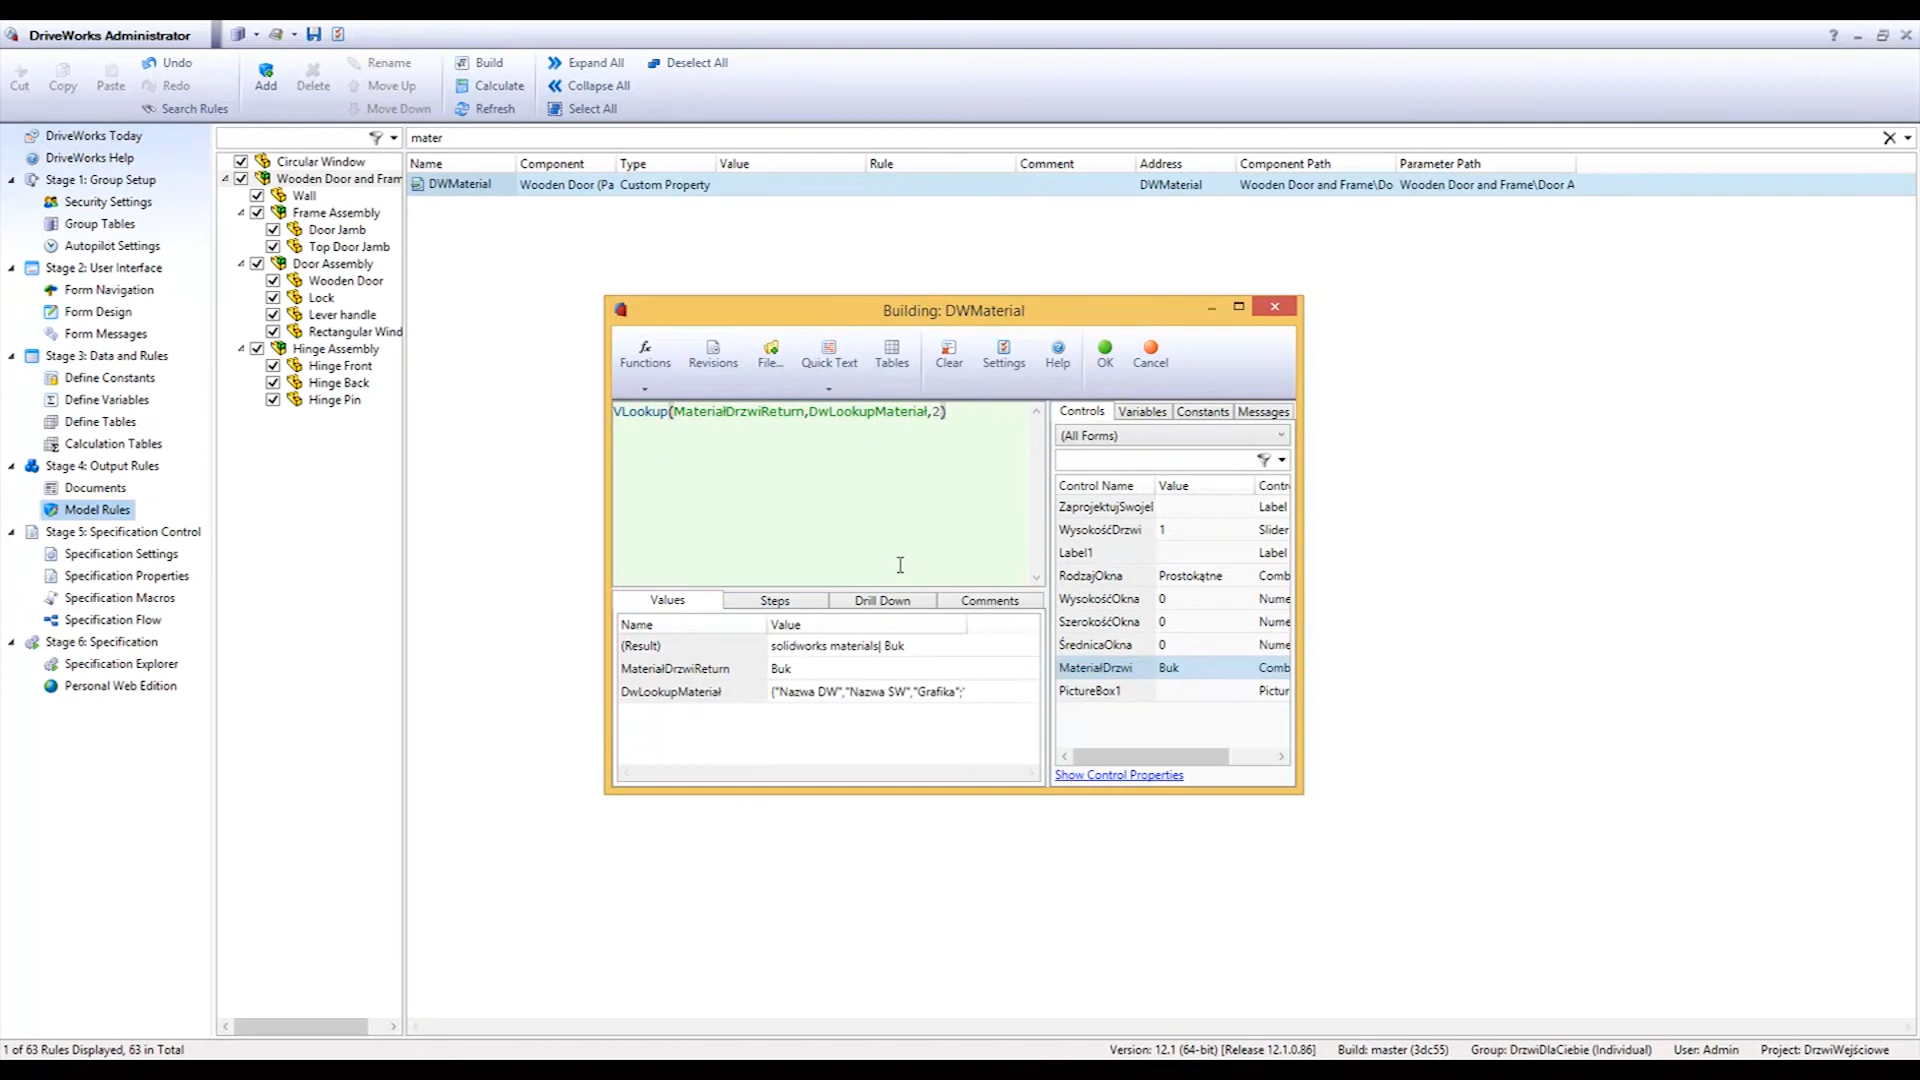 DriveWorks Administrator
Cut
Copy
Paste
Undo
Redo
Search Rules
Add
Delete
Rename
Move Up
Move Down
Build
Calculate
Refresh
Expand All
Collapse All
Select All
Deselect All
DriveWorks Today
DriveWorks Help
Stage 1: Group Setup
Security Settings
Group Tables
Autopilot Settings
Stage 2: User Interface
Form Navigation
Form Design
Form Messages
Stage 3: Data and Rules
Define Constants
Define Variables
Define Tables
Calculation Tables
Stage 4: Output Rules
Documents
Model Rules
Stage 5: Specification Control
Specification Settings
Specification Properties
Specification Macros
Specification Flow
Stage 6: Specification
Specification Explorer
Personal Web Edition
Circular Window
Wooden Door and Fram
Wall
Frame Assembly
Door Jamb
Top Door Jamb
Door Assembly
Wooden Door
Lock
Lever handle
Rectangular Wind
Hinge Assembly
Hinge Front
Hinge Back
Hinge Pin
mater
Name Component Type Value Rule Comment Address Component Path Parameter Path
DWMaterial Wooden Door (Pa Custom Property DWMaterial Wooden Door and Frame\Do Wooden Door and Frame\Door A
Building: DWMaterial
Functions Revisions File... Quick Text Tables Clear Settings Help OK Cancel
VLookup(MateriałDrzwiReturn,DwLookupMateriał,2)
Values Steps Drill Down Comments
Name Value
(Result) solidworks materials| Buk
MateriałDrzwiReturn Buk
DwLookupMateriał {"Nazwa DW","Nazwa SW","Grafika";"
Controls Variables Constants Messages
(All Forms)
Control Name Value Contr
ZaprojektujSwojeI Label
WysokośćDrzwi 1 Slider
Label1 Label
RodzajOkna Prostokątne Comb
WysokośćOkna 0 Nume
SzerokośćOkna 0 Nume
ŚrednicaOkna 0 Nume
MateriałDrzwi Buk Comb
PictureBox1 Pictur
Show Control Properties
1 of 63 Rules Displayed, 63 in Total
Version: 12.1 (64-bit) [Release 12.1.0.86] Build: master (3dc55) Group: DrzwiDlaCiebie (Individual) User: Admin Project: DrzwiWejściowe